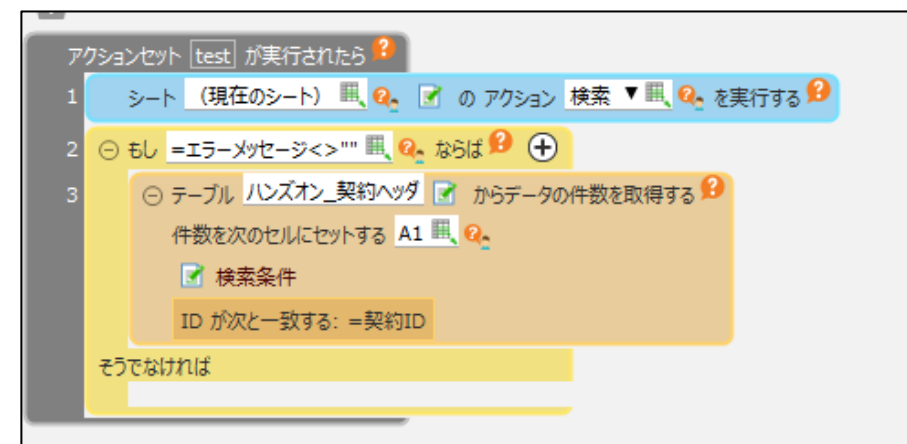 アクションセット test が実行されたら ?
1 シート （現在のシート） ? の アクション 検索 ▼ ? を実行する ?
2 もし =エラーメッセージ<>"" ? ならば ?
3 テーブル ハンズオン_契約ヘッダ からデータの件数を取得する ?
件数を次のセルにセットする A1 ?
検索条件
ID が次と一致する: =契約ID
そうでなければ